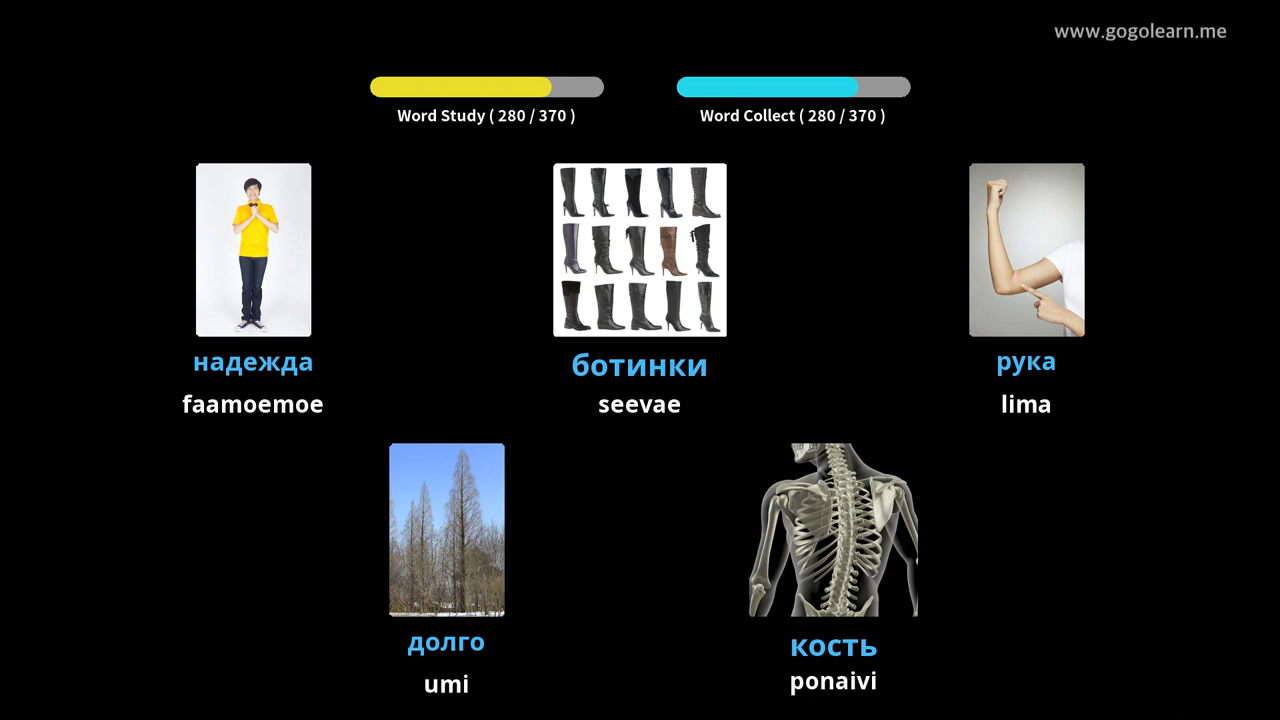 www.gogolearn.me
Word Study ( 280 / 370 )
Word Collect ( 280 / 370 )
надежда
faamoemoe
ботинки
seevae
рука
lima
долго
umi
кость
ponaivi